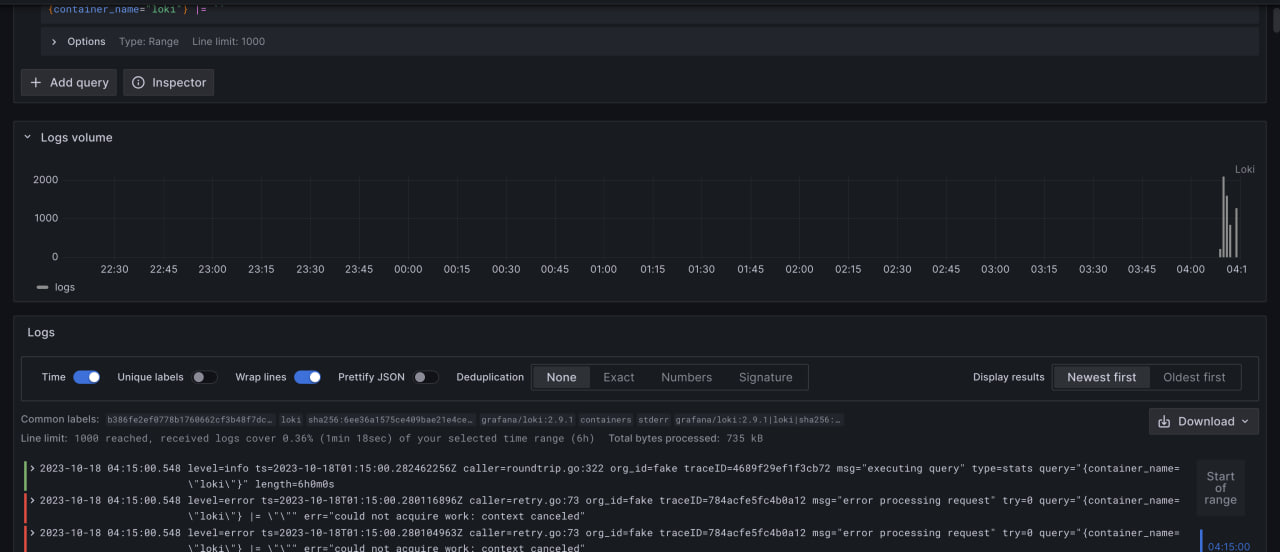 {container_name="loki"} |= ``
Options Type: Range Line limit: 1000
+ Add query Inspector
Logs volume
Loki
2000
1000
0
22:30 22:45 23:00 23:15 23:30 23:45 00:00 00:15 00:30 00:45 01:00 01:15 01:30 01:45 02:00 02:15 02:30 02:45 03:00 03:15 03:30 03:45 04:00 04:1
logs
Logs
Time Unique labels Wrap lines Prettify JSON Deduplication None Exact Numbers Signature Display results Newest first Oldest first
Common labels: b386fe2ef0778b1760662cf3b48f7dc… loki sha256:6ee36a1575ce409bae21e4ce… grafana/loki:2.9.1 containers stderr grafana/loki:2.9.1|loki|sha256:… Download
Line limit: 1000 reached, received logs cover 0.36% (1min 18sec) of your selected time range (6h) Total bytes processed: 735 kB
2023-10-18 04:15:00.548 level=info ts=2023-10-18T01:15:00.282462256Z caller=roundtrip.go:322 org_id=fake traceID=4689f29ef1f3cb72 msg="executing query" type=stats query="{container_name=
\"loki\"}" length=6h0m0s
2023-10-18 04:15:00.548 level=error ts=2023-10-18T01:15:00.280116896Z caller=retry.go:73 org_id=fake traceID=784acfe5fc4b0a12 msg="error processing request" try=0 query="{container_name=
\"loki\"} |= \"\"" err="could not acquire work: context canceled"
2023-10-18 04:15:00.548 level=error ts=2023-10-18T01:15:00.280104963Z caller=retry.go:73 org_id=fake traceID=784acfe5fc4b0a12 msg="error processing request" try=0 query="{container_name=
\"loki\"} |= \"\"" err="could not acquire work: context canceled"
Start
of
range
04:15:00